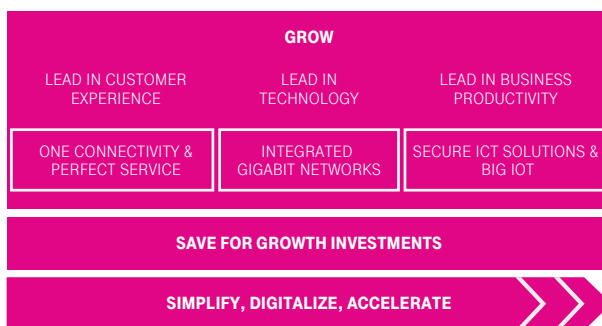 GROW
LEAD IN CUSTOMER
EXPERIENCE
LEAD IN
TECHNOLOGY
LEAD IN BUSINESS
PRODUCTIVITY
ONE CONNECTIVITY &
PERFECT SERVICE
INTEGRATED
GIGABIT NETWORKS
SECURE ICT SOLUTIONS &
BIG IOT
SAVE FOR GROWTH INVESTMENTS
SIMPLIFY, DIGITALIZE, ACCELERATE